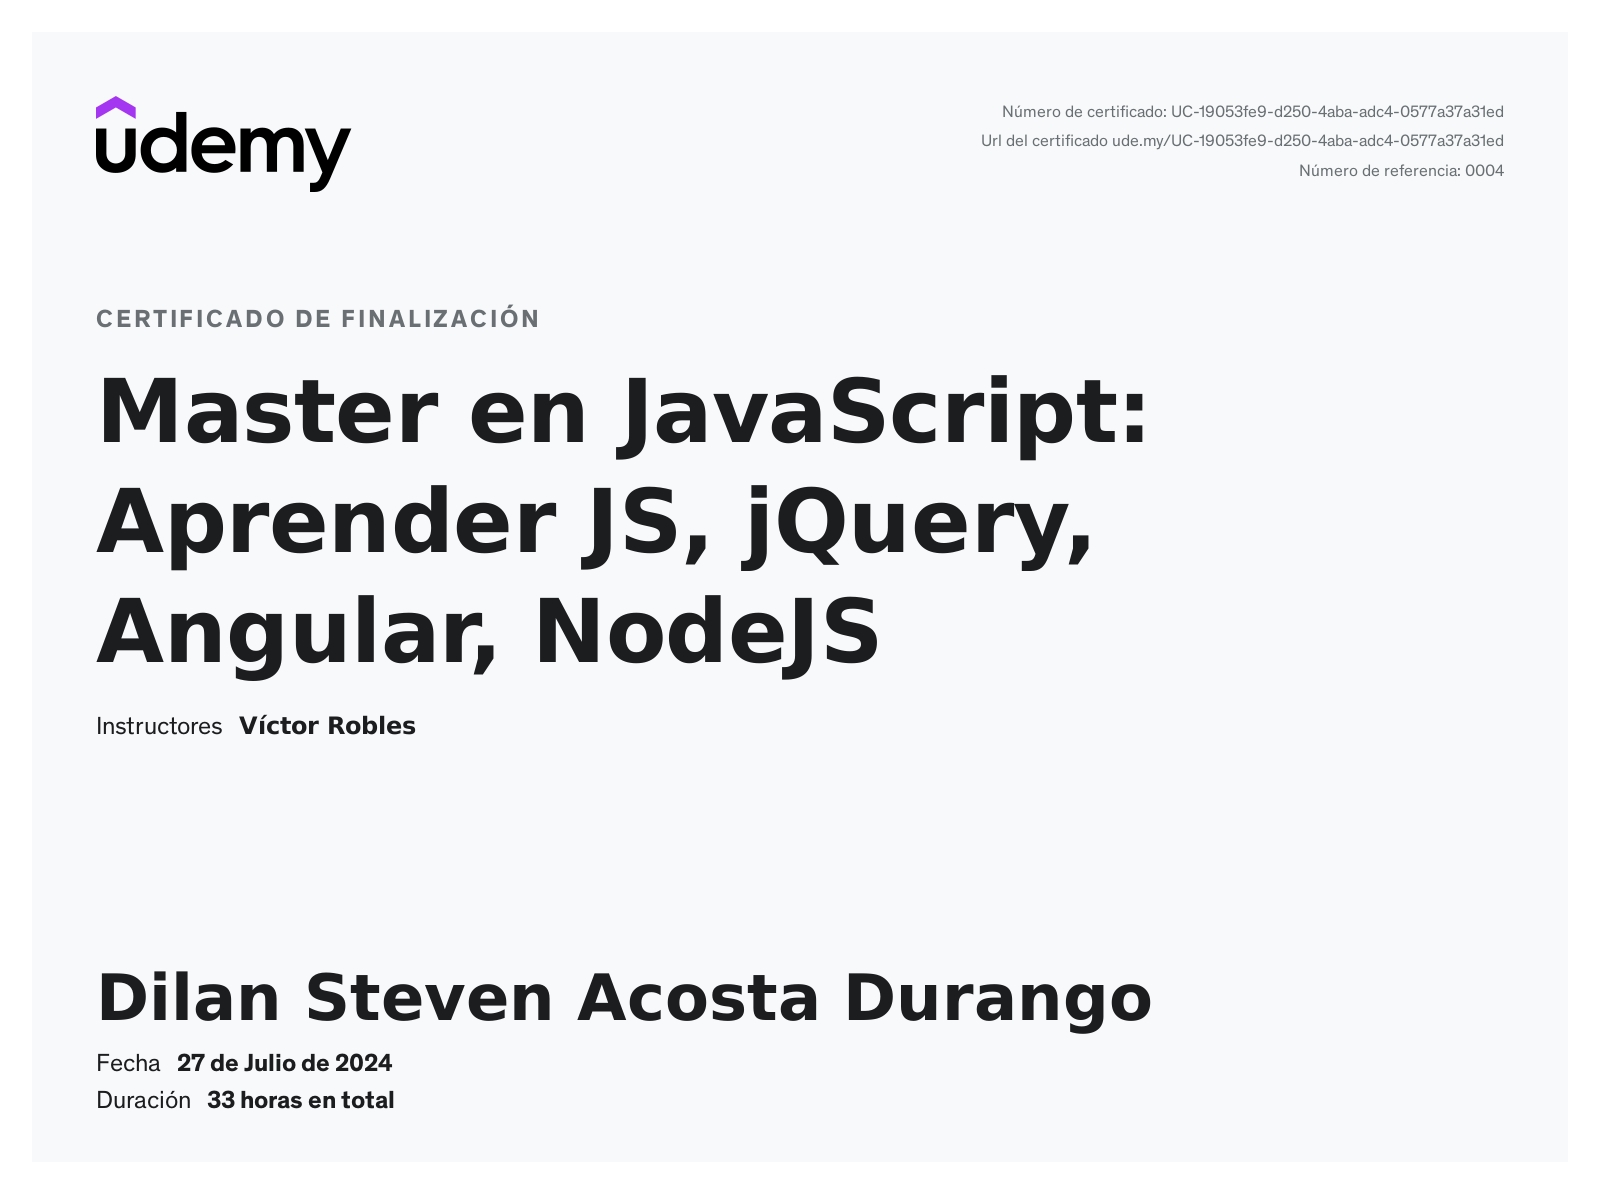 udemy
Número de certificado: UC-19053fe9-d250-4aba-adc4-0577a37a31ed
Url del certificado ude.my/UC-19053fe9-d250-4aba-adc4-0577a37a31ed
Número de referencia: 0004
CERTIFICADO DE FINALIZACIÓN
Master en JavaScript:
Aprender JS, jQuery,
Angular, NodeJS
Instructores Víctor Robles
Dilan Steven Acosta Durango
Fecha 27 de Julio de 2024
Duración 33 horas en total